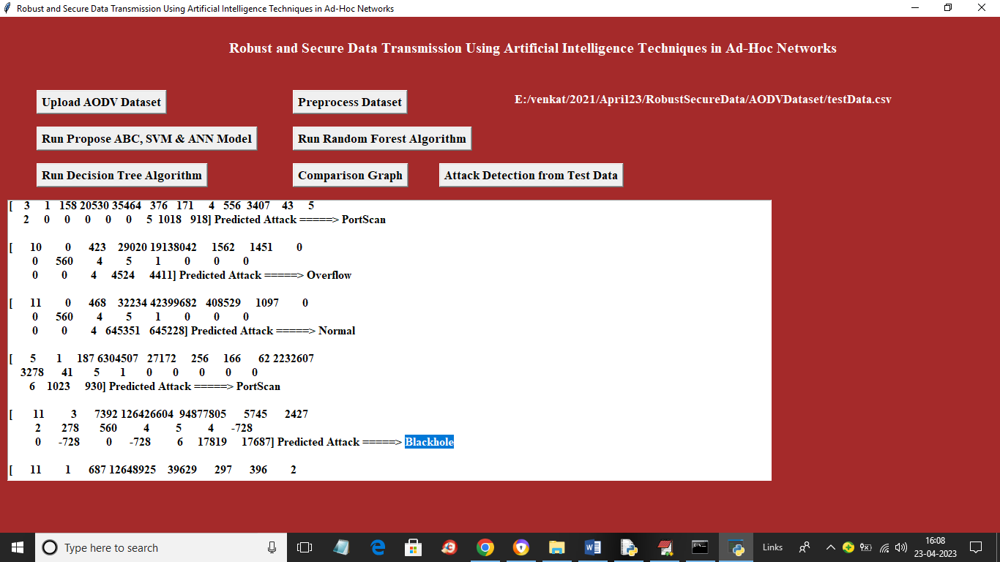 Robust and Secure Data Transmission Using Artificial Intelligence Techniques in Ad-Hoc Networks
Robust and Secure Data Transmission Using Artificial Intelligence Techniques in Ad-Hoc Networks
Upload AODV Dataset
Preprocess Dataset
E:/venkat/2021/April23/RobustSecureData/AODVDataset/testData.csv
Run Propose ABC, SVM & ANN Model
Run Random Forest Algorithm
Run Decision Tree Algorithm
Comparison Graph
Attack Detection from Test Data
[ 3 1 158 20530 35464 376 171 4 556 3407 43 5
2 0 0 0 0 0 5 1018 918] Predicted Attack =====> PortScan
[ 10 0 423 29020 19138042 1562 1451 0
0 560 4 5 1 0 0 0
0 0 4 4524 4411] Predicted Attack =====> Overflow
[ 11 0 468 32234 42399682 408529 1097 0
0 560 4 5 1 0 0 0
0 0 4 645351 645228] Predicted Attack =====> Normal
[ 5 1 187 6304507 27172 256 166 62 2232607
3278 41 5 1 0 0 0 0 0
6 1023 930] Predicted Attack =====> PortScan
[ 11 3 7392 126426604 94877805 5745 2427
2 278 560 4 5 4 -728
0 -728 0 -728 6 17819 17687] Predicted Attack =====> Blackhole
[ 11 1 687 12648925 39629 297 396 2
Type here to search
Links
16:08
23-04-2023